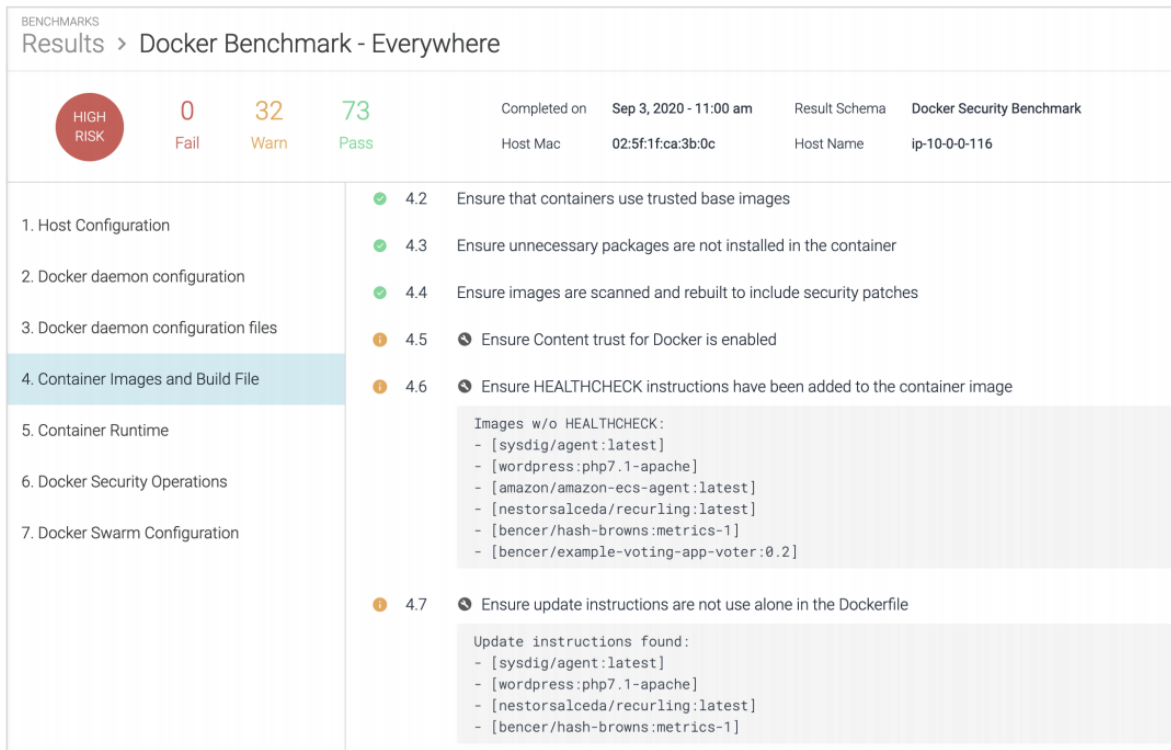 BENCHMARKS
Results > Docker Benchmark - Everywhere
HIGH
RISK
0
Fail
32
Warn
73
Pass
Completed on Sep 3, 2020 - 11:00 am
Result Schema Docker Security Benchmark
Host Mac 02:5f:1f:ca:3b:0c
Host Name ip-10-0-0-116
1. Host Configuration
2. Docker daemon configuration
3. Docker daemon configuration files
4. Container Images and Build File
5. Container Runtime
6. Docker Security Operations
7. Docker Swarm Configuration
4.2 Ensure that containers use trusted base images
4.3 Ensure unnecessary packages are not installed in the container
4.4 Ensure images are scanned and rebuilt to include security patches
4.5 Ensure Content trust for Docker is enabled
4.6 Ensure HEALTHCHECK instructions have been added to the container image
Images w/o HEALTHCHECK:
- [sysdig/agent:latest]
- [wordpress:php7.1-apache]
- [amazon/amazon-ecs-agent:latest]
- [nestorsalceda/recurling:latest]
- [bencer/hash-browns:metrics-1]
- [bencer/example-voting-app-voter:0.2]
4.7 Ensure update instructions are not use alone in the Dockerfile
Update instructions found:
- [sysdig/agent:latest]
- [wordpress:php7.1-apache]
- [nestorsalceda/recurling:latest]
- [bencer/hash-browns:metrics-1]